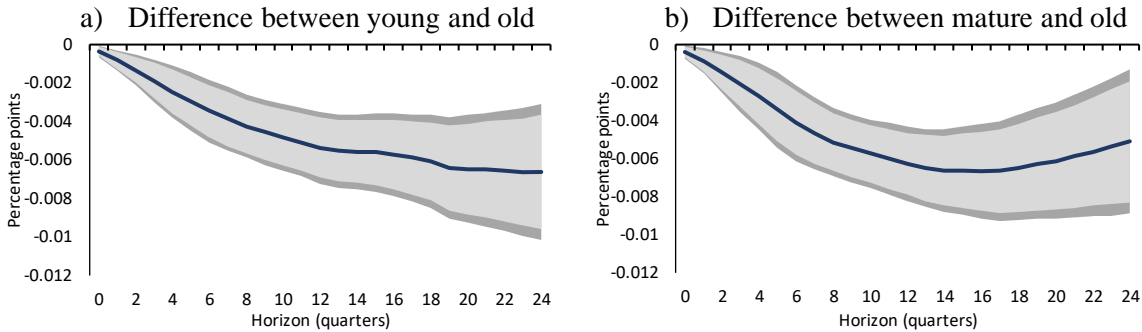 a) Difference between young and old
0
-0.002
-0.004
-0.006
-0.008
-0.01
-0.012
Percentage points
0 2 4 6 8 10 12 14 16 18 20 22 24
Horizon (quarters)
b) Difference between mature and old
0
-0.002
-0.004
-0.006
-0.008
-0.01
-0.012
Percentage points
0 2 4 6 8 10 12 14 16 18 20 22 24
Horizon (quarters)